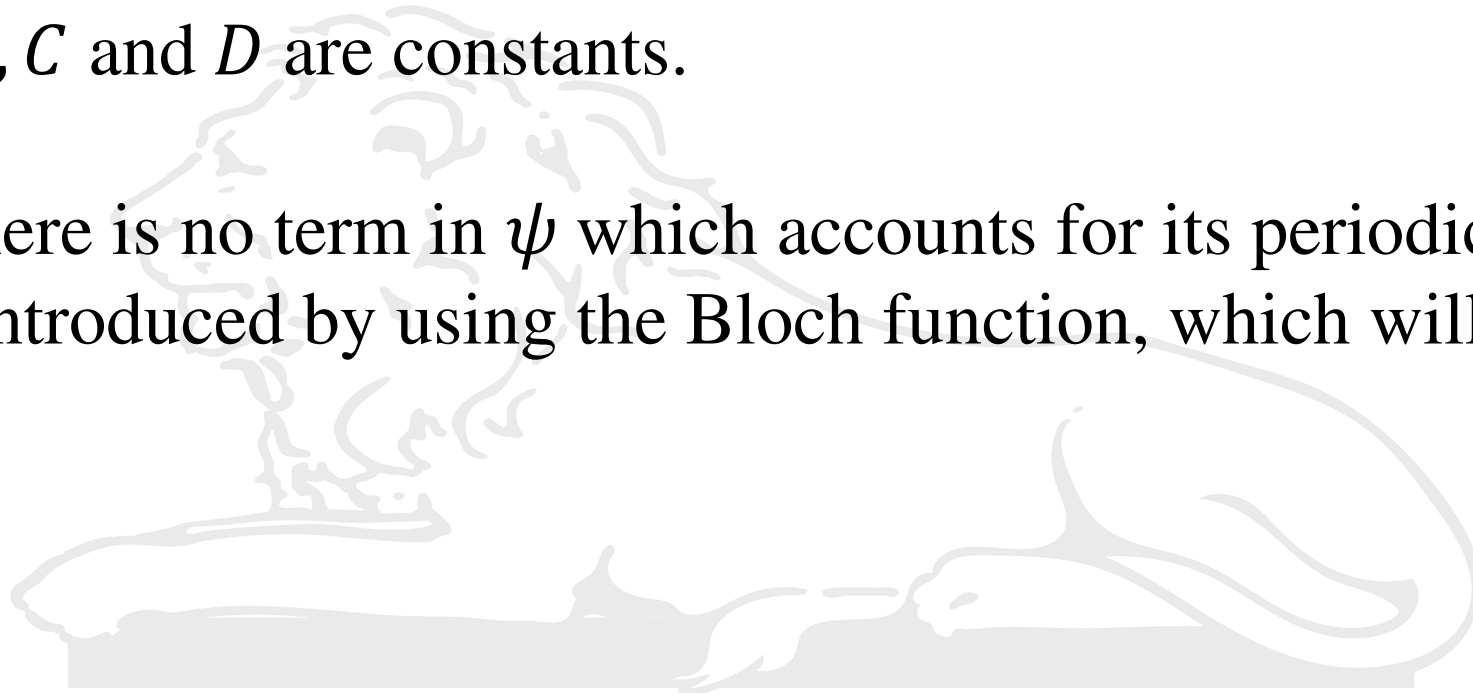 , C and D are constants.
ere is no term in ψ which accounts for its periodic
ntroduced by using the Bloch function, which will